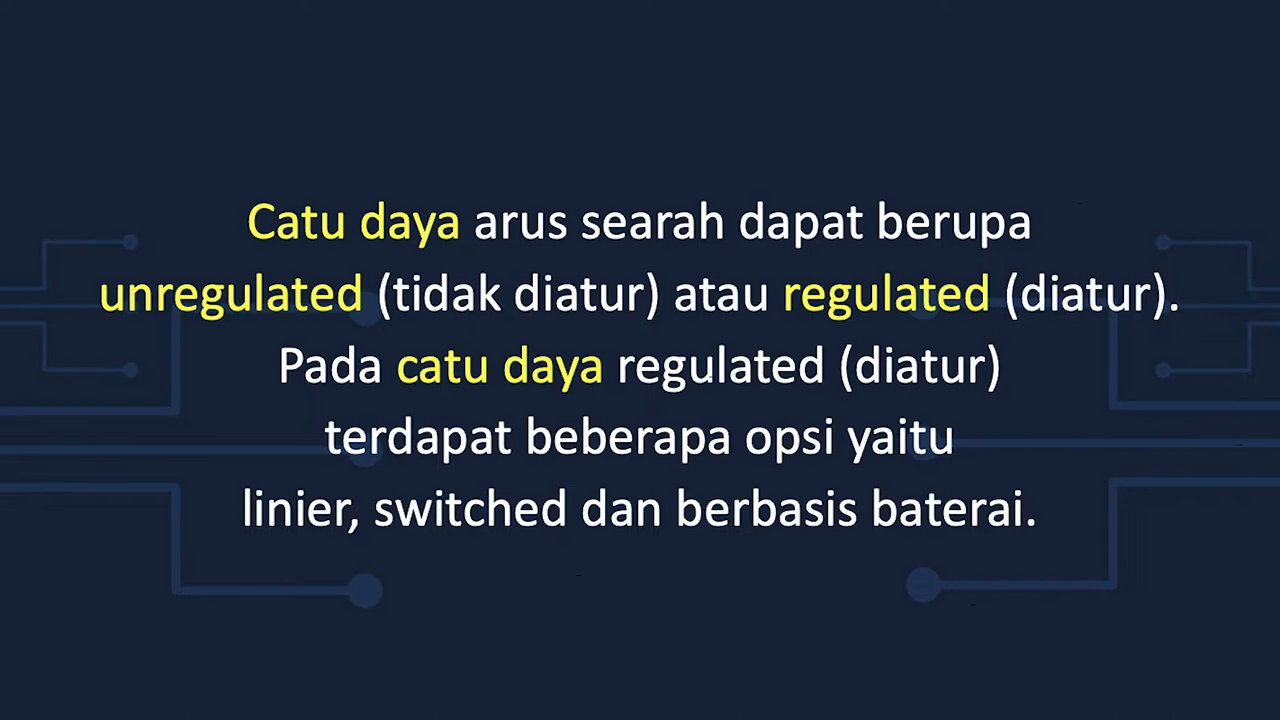 Catu daya arus searah dapat berupa
unregulated (tidak diatur) atau regulated (diatur).
Pada catu daya regulated (diatur)
terdapat beberapa opsi yaitu
linier, switched dan berbasis baterai.